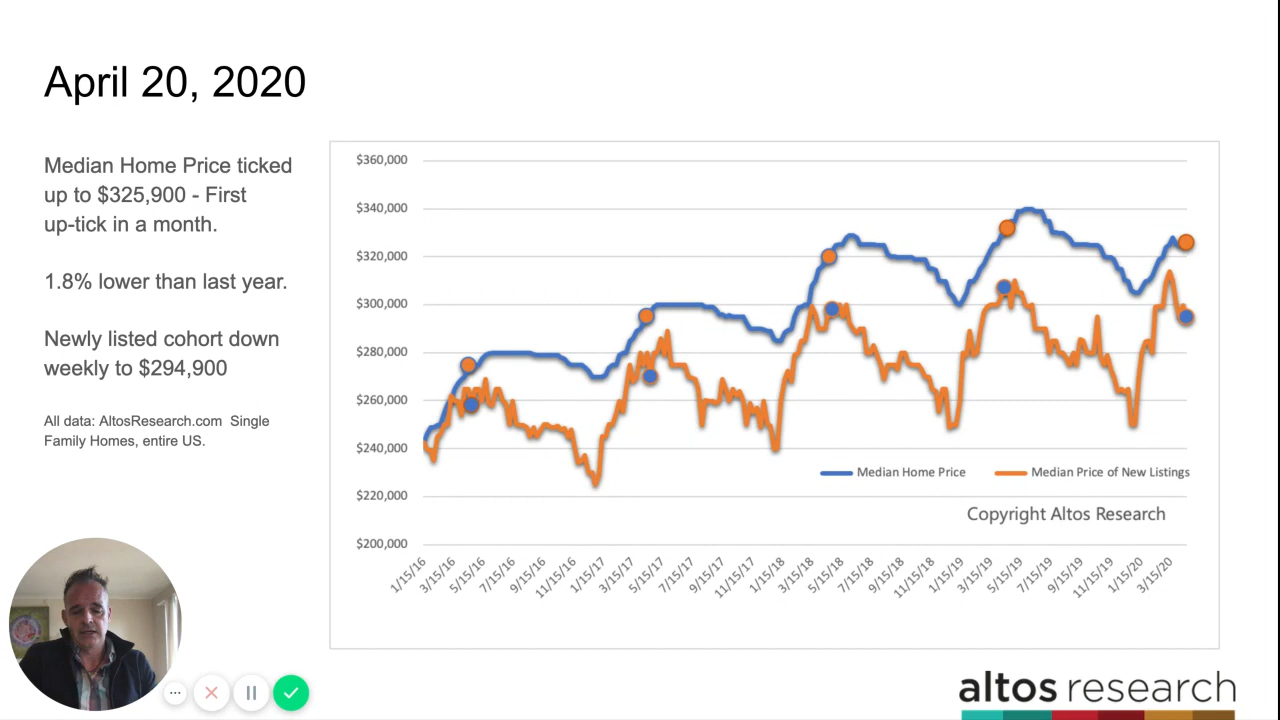 April 20, 2020
Median Home Price ticked
up to $325,900 - First
up-tick in a month.
1.8% lower than last year.
Newly listed cohort down
weekly to $294,900
All data: AltosResearch.com Single
Family Homes, entire US.
$360,000
$340,000
$320,000
$300,000
$280,000
$260,000
$240,000
$220,000
$200,000
Median Home Price
Median Price of New Listings
Copyright Altos Research
1/15/16
3/15/16
5/15/16
7/15/16
9/15/16
11/15/16
1/15/17
3/15/17
5/15/17
7/15/17
9/15/17
11/15/17
1/15/18
3/15/18
5/15/18
7/15/18
9/15/18
11/15/18
1/15/19
3/15/19
5/15/19
7/15/19
9/15/19
11/15/19
1/15/20
3/15/20
altos research